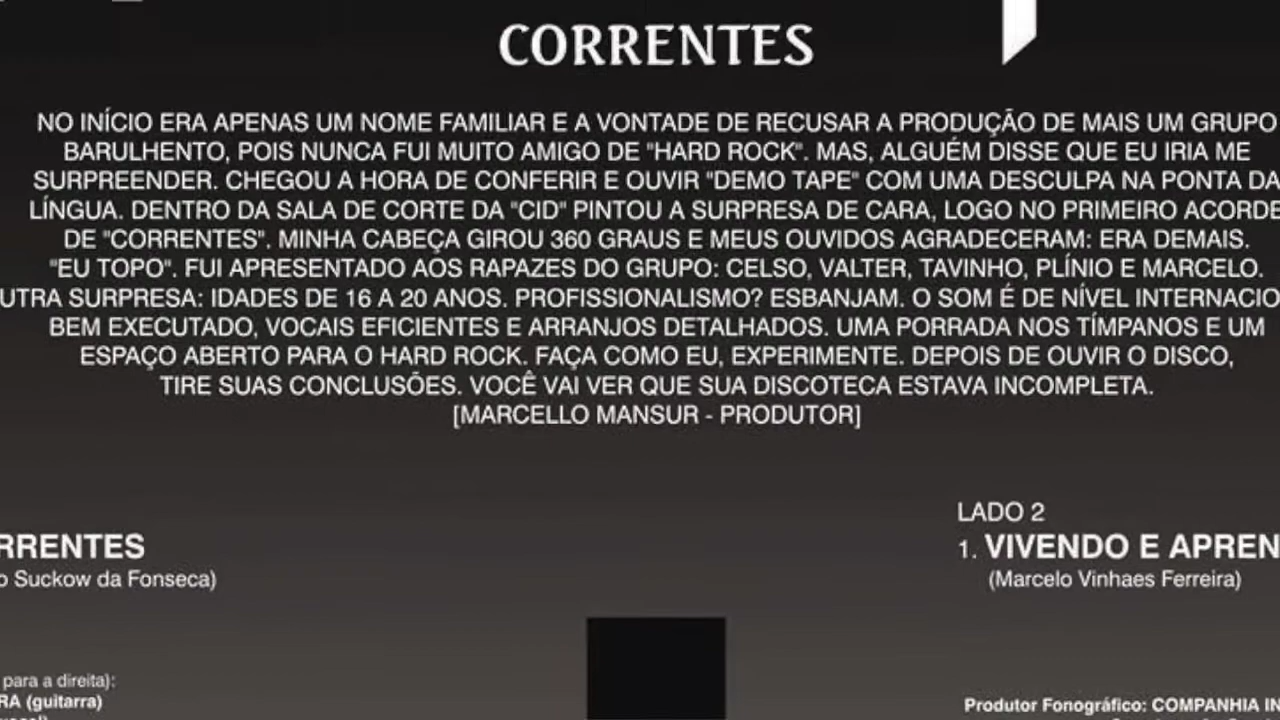 CORRENTES
NO INÍCIO ERA APENAS UM NOME FAMILIAR E A VONTADE DE RECUSAR A PRODUÇÃO DE MAIS UM GRUPO
BARULHENTO, POIS NUNCA FUI MUITO AMIGO DE "HARD ROCK". MAS, ALGUÉM DISSE QUE EU IRIA ME
SURPREENDER. CHEGOU A HORA DE CONFERIR E OUVIR "DEMO TAPE" COM UMA DESCULPA NA PONTA DA
LÍNGUA. DENTRO DA SALA DE CORTE DA "CID" PINTOU A SURPRESA DE CARA, LOGO NO PRIMEIRO ACORDE
DE "CORRENTES". MINHA CABEÇA GIROU 360 GRAUS E MEUS OUVIDOS AGRADECERAM: ERA DEMAIS.
"EU TOPO". FUI APRESENTADO AOS RAPAZES DO GRUPO: CELSO, VALTER, TAVINHO, PLÍNIO E MARCELO.
UTRA SURPRESA: IDADES DE 16 A 20 ANOS. PROFISSIONALISMO? ESBANJAM. O SOM É DE NÍVEL INTERNACIO
BEM EXECUTADO, VOCAIS EFICIENTES E ARRANJOS DETALHADOS. UMA PORRADA NOS TÍMPANOS E UM
ESPAÇO ABERTO PARA O HARD ROCK. FAÇA COMO EU, EXPERIMENTE. DEPOIS DE OUVIR O DISCO,
TIRE SUAS CONCLUSÕES. VOCÊ VAI VER QUE SUA DISCOTECA ESTAVA INCOMPLETA.
[MARCELLO MANSUR - PRODUTOR]
RRENTES
o Suckow da Fonseca)
LADO 2
1. VIVENDO E APREN
(Marcelo Vinhaes Ferreira)
para a direita):
RA (guitarra)
Produtor Fonográfico: COMPANHIA IN